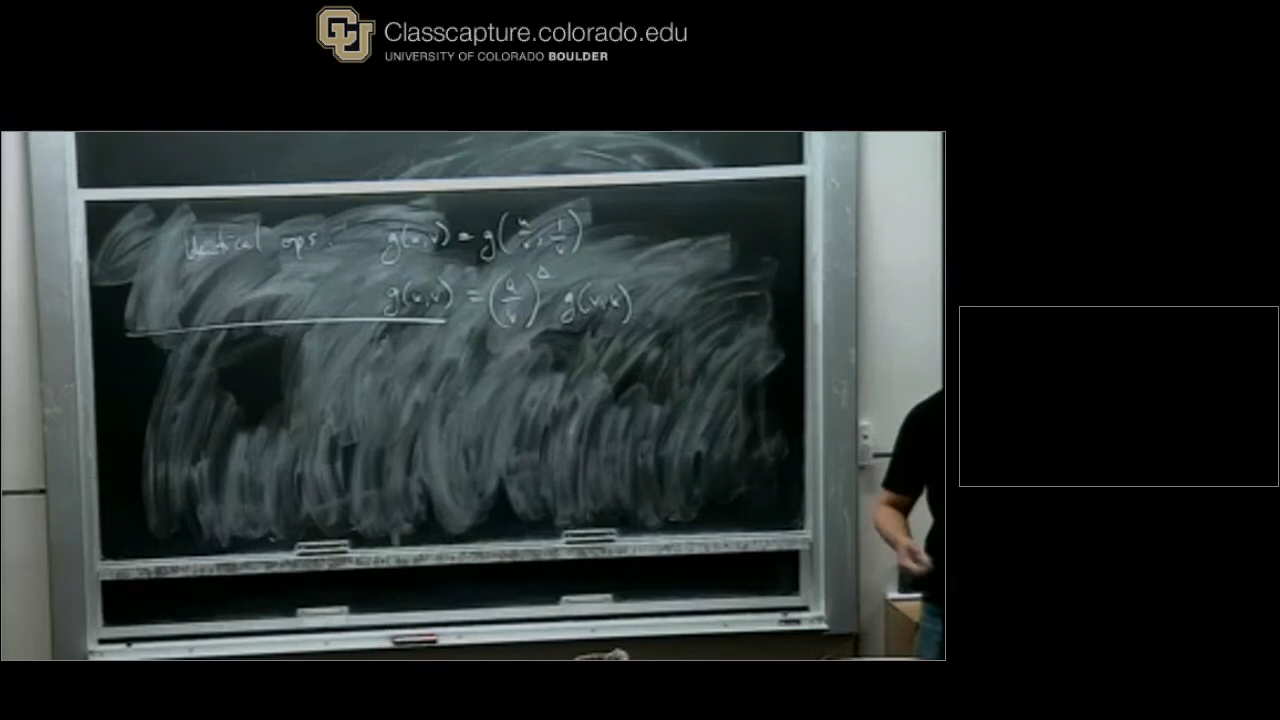 Classcapture.colorado.edu
UNIVERSITY OF COLORADO BOULDER
Identical ops: g(u,v) = g(u/v, 1/v)
g(u,v) = (u/v)^Δ g(v,u)